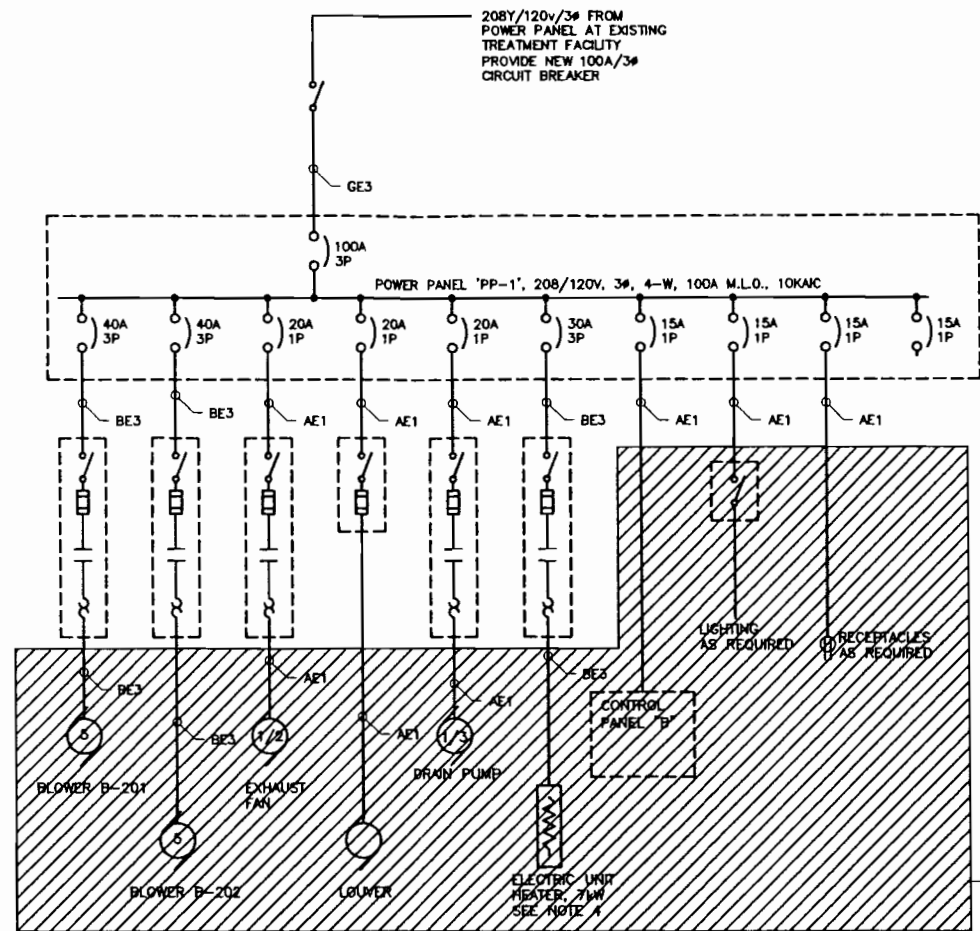 208Y/120v/3ø FROM
POWER PANEL AT EXISTING
TREATMENT FACILITY
PROVIDE NEW 100A/3ø
CIRCUIT BREAKER
GE3
100A
3P
POWER PANEL 'PP-1', 208/120V, 3ø, 4-W, 100A M.L.O., 10KAIC
40A
3P
40A
3P
20A
1P
20A
1P
20A
1P
30A
3P
15A
1P
15A
1P
15A
1P
15A
1P
BE3
BE3
AE1
AE1
AE1
BE3
AE1
AE1
AE1
LIGHTING
AS REQUIRED
RECEPTACLES
AS REQUIRED
BE3
BE3
AE1
AE1
AE1
BE3
CONTROL
PANEL "B"
5
1/2
1/3
BLOWER B-201
EXHAUST
FAN
DRAIN PUMP
5
BLOWER B-202
LOUVER
ELECTRIC UNIT
HEATER, 7kW
SEE NOTE 4